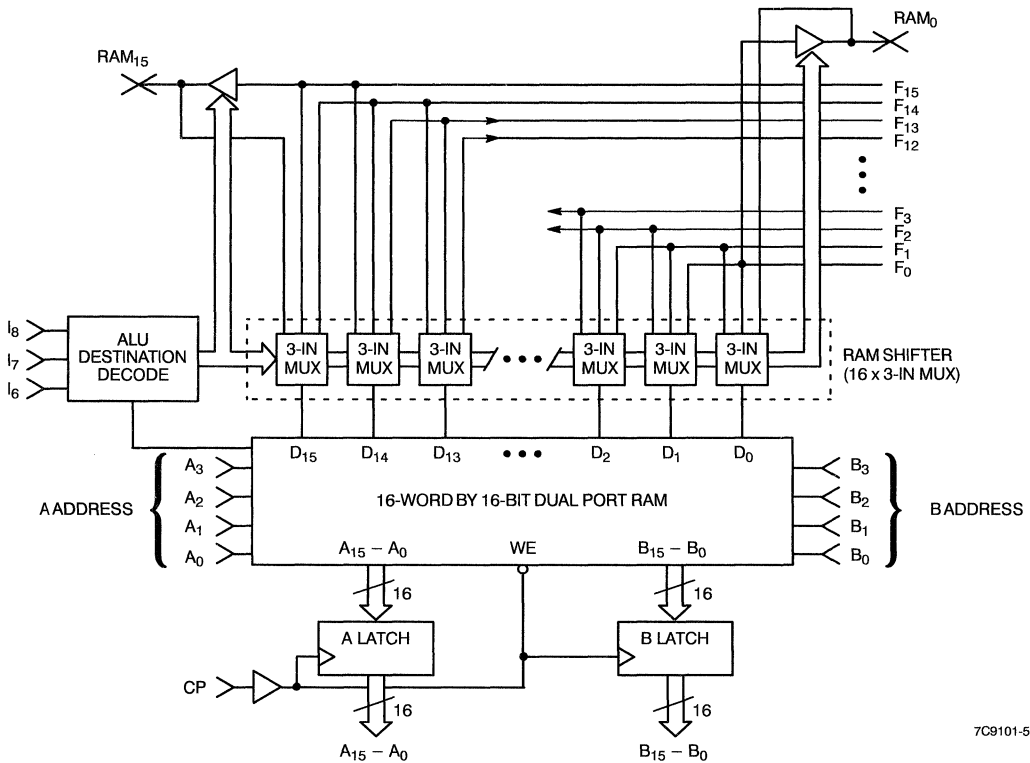 RAM0
RAM15
F15
F14
F13
F12
F3
F2
F1
F0
I8
I7
I6
ALU
DESTINATION
DECODE
3-IN
MUX
3-IN
MUX
3-IN
MUX
3-IN
MUX
3-IN
MUX
3-IN
MUX
RAM SHIFTER
(16 x 3-IN MUX)
D15
D14
D13
D2
D1
D0
A ADDRESS
A3
A2
A1
A0
16-WORD BY 16-BIT DUAL PORT RAM
B3
B2
B1
B0
B ADDRESS
A15 – A0
WE
B15 – B0
16
16
A LATCH
B LATCH
CP
16
16
A15 – A0
B15 – B0
7C9101-5